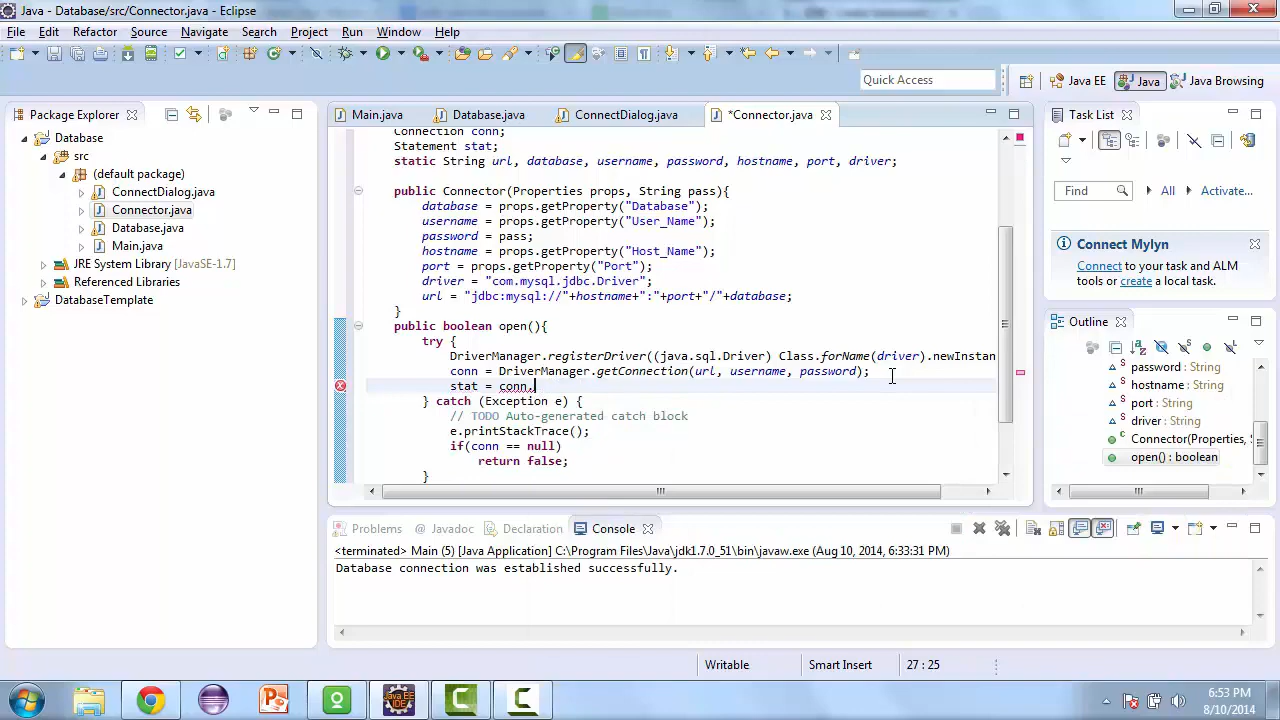 Java - Database/src/Connector.java - Eclipse
File Edit Refactor Source Navigate Search Project Run Window Help
Quick Access
Java EE
Java
Java Browsing
Package Explorer
Database
src
(default package)
ConnectDialog.java
Connector.java
Database.java
Main.java
JRE System Library [JavaSE-1.7]
Referenced Libraries
DatabaseTemplate
Main.java
Database.java
ConnectDialog.java
*Connector.java
Connection conn;
Statement stat;
static String url, database, username, password, hostname, port, driver;
public Connector(Properties props, String pass){
database = props.getProperty("Database");
username = props.getProperty("User_Name");
password = pass;
hostname = props.getProperty("Host_Name");
port = props.getProperty("Port");
driver = "com.mysql.jdbc.Driver";
url = "jdbc:mysql://"+hostname+":"+port+"/"+database;
}
public boolean open(){
try {
DriverManager.registerDriver((java.sql.Driver) Class.forName(driver).newInstan
conn = DriverManager.getConnection(url, username, password);
stat = conn.
} catch (Exception e) {
// TODO Auto-generated catch block
e.printStackTrace();
if(conn == null)
return false;
}
Task List
Find
All
Activate...
Connect Mylyn
Connect to your task and ALM
tools or create a local task.
Outline
password : String
hostname : String
port : String
driver : String
Connector(Properties, S
open() : boolean
Problems
@ Javadoc
Declaration
Console
<terminated> Main (5) [Java Application] C:\Program Files\Java\jdk1.7.0_51\bin\javaw.exe (Aug 10, 2014, 6:33:31 PM)
Database connection was established successfully.
Writable
Smart Insert
27 : 25
6:53 PM
8/10/2014